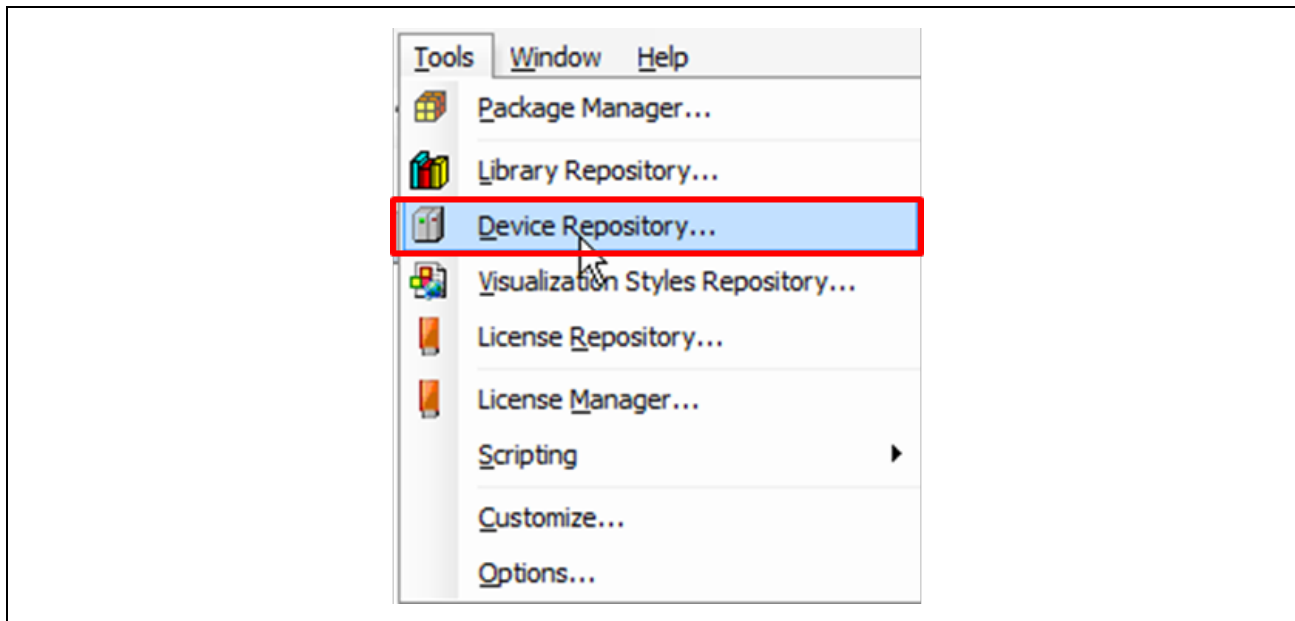 Tools Window Help
Package Manager...
Library Repository...
Device Repository...
Visualization Styles Repository...
License Repository...
License Manager...
Scripting
Customize...
Options...